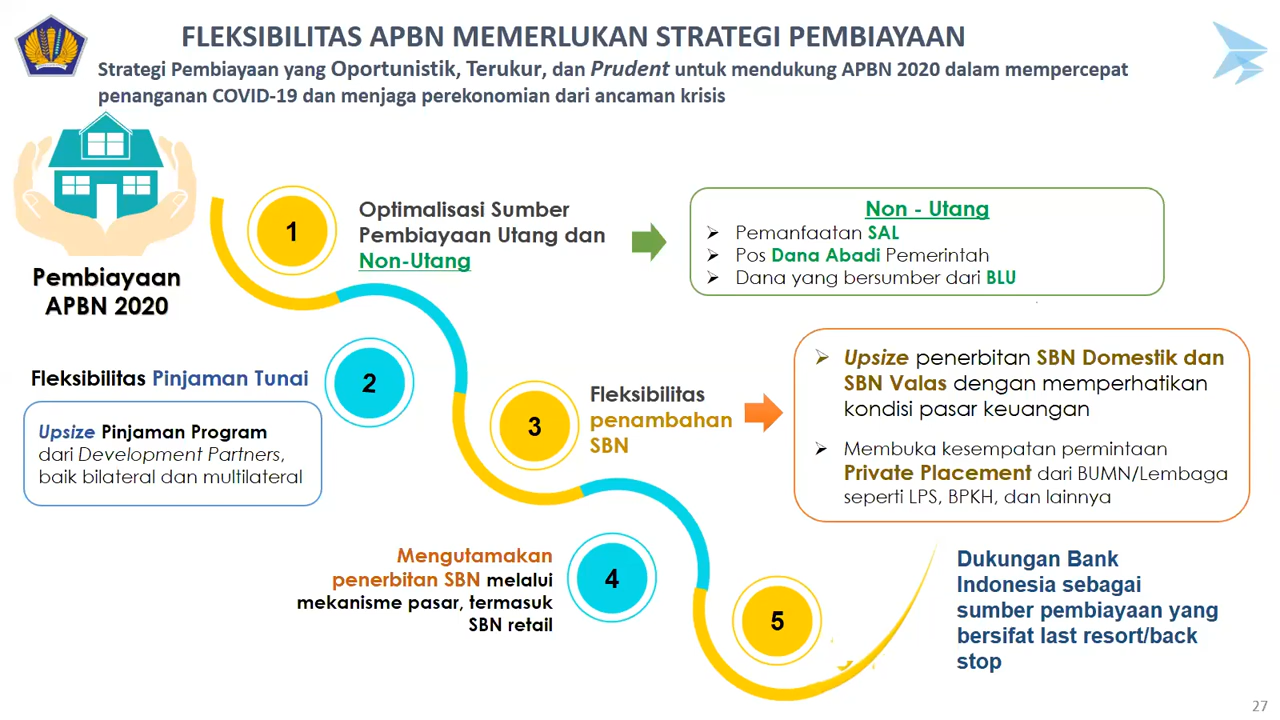 FLEKSIBILITAS APBN MEMERLUKAN STRATEGI PEMBIAYAAN
Strategi Pembiayaan yang Oportunistik, Terukur, dan Prudent untuk mendukung APBN 2020 dalam mempercepat
penanganan COVID-19 dan menjaga perekonomian dari ancaman krisis
Pembiayaan
APBN 2020
1
Optimalisasi Sumber
Pembiayaan Utang dan
Non-Utang
Non - Utang
➢ Pemanfaatan SAL
➢ Pos Dana Abadi Pemerintah
➢ Dana yang bersumber dari BLU
Fleksibilitas Pinjaman Tunai
2
Upsize Pinjaman Program
dari Development Partners,
baik bilateral dan multilateral
3
Fleksibilitas
penambahan
SBN
➢ Upsize penerbitan SBN Domestik dan
SBN Valas dengan memperhatikan
kondisi pasar keuangan
➢ Membuka kesempatan permintaan
Private Placement dari BUMN/Lembaga
seperti LPS, BPKH, dan lainnya
Mengutamakan
penerbitan SBN melalui
mekanisme pasar, termasuk
SBN retail
4
5
Dukungan Bank
Indonesia sebagai
sumber pembiayaan yang
bersifat last resort/back
stop
27